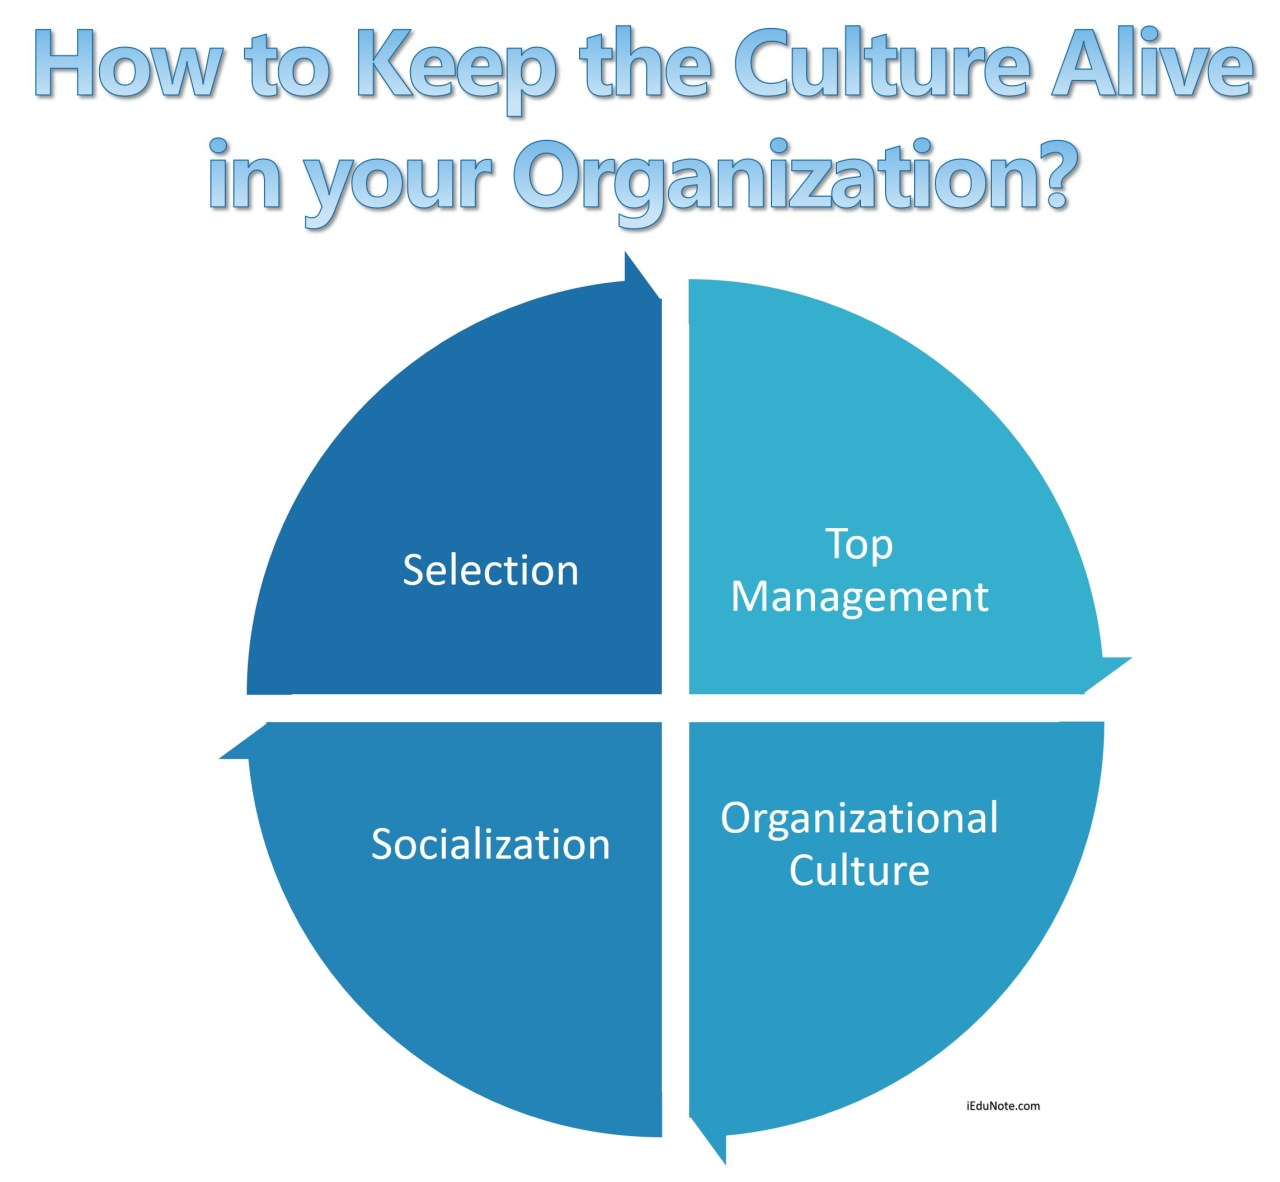 How to Keep the Culture Alive
in your Organization?
Selection
Top
Management
Socialization
Organizational
Culture
iEduNote.com